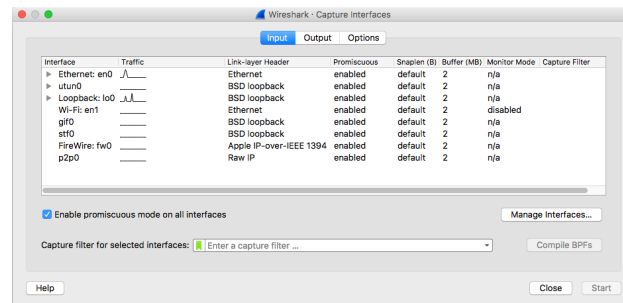 Wireshark · Capture Interfaces
Input Output Options
Interface Traffic Link-layer Header Promiscuous Snaplen (B) Buffer (MB) Monitor Mode Capture Filter
Ethernet: en0 Ethernet enabled default 2 n/a
utun0 BSD loopback enabled default 2 n/a
Loopback: lo0 BSD loopback enabled default 2 n/a
Wi-Fi: en1 Ethernet enabled default 2 disabled
gif0 BSD loopback enabled default 2 n/a
stf0 BSD loopback enabled default 2 n/a
FireWire: fw0 Apple IP-over-IEEE 1394 enabled default 2 n/a
p2p0 Raw IP enabled default 2 n/a
Enable promiscuous mode on all interfaces Manage Interfaces...
Capture filter for selected interfaces: Enter a capture filter ... Compile BPFs
Help Close Start